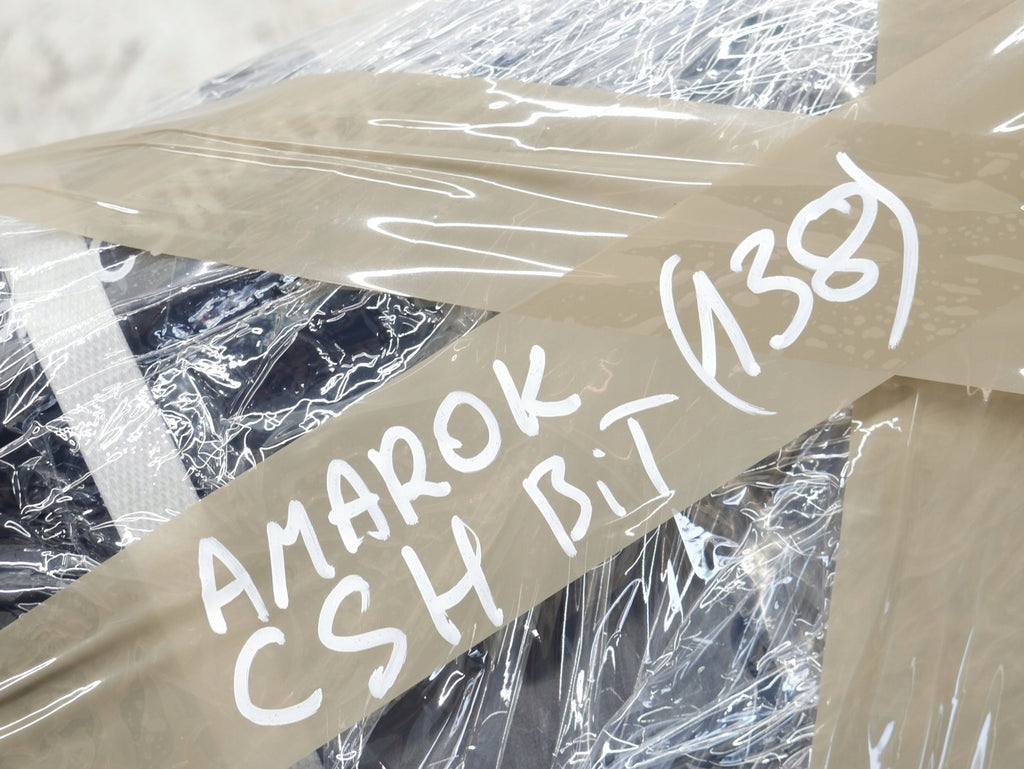 AMAROK
CSH BiT (138)